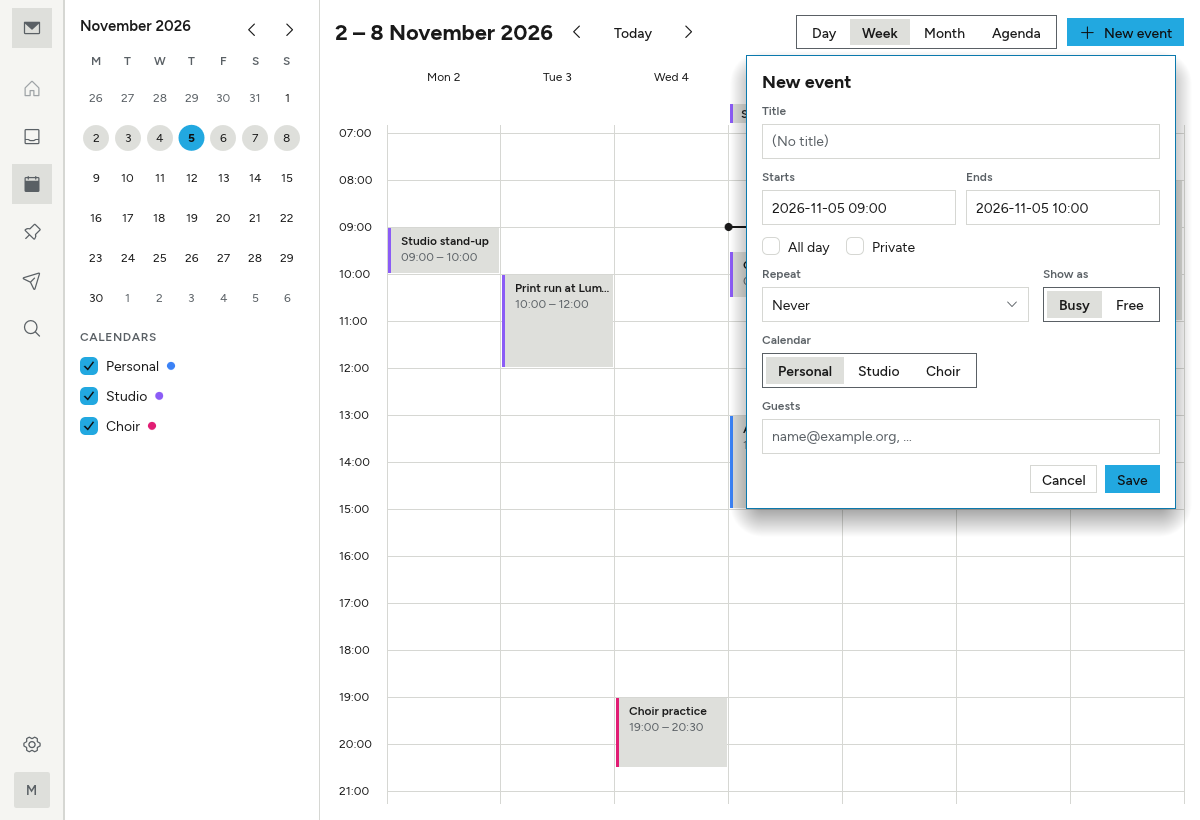 November 2026
M T W T F S S
26 27 28 29 30 31 1
2 3 4 5 6 7 8
9 10 11 12 13 14 15
16 17 18 19 20 21 22
23 24 25 26 27 28 29
30 1 2 3 4 5 6
CALENDARS
Personal
Studio
Choir
M
2 – 8 November 2026
Today
Day Week Month Agenda
New event
Mon 2 Tue 3 Wed 4
07:00
08:00
09:00
10:00
11:00
12:00
13:00
14:00
15:00
16:00
17:00
18:00
19:00
20:00
21:00
Studio stand-up
09:00 – 10:00
Print run at Lum...
10:00 – 12:00
Choir practice
19:00 – 20:30
New event
Title
(No title)
Starts Ends
2026-11-05 09:00 2026-11-05 10:00
All day Private
Repeat Show as
Never Busy Free
Calendar
Personal Studio Choir
Guests
name@example.org, ...
Cancel Save